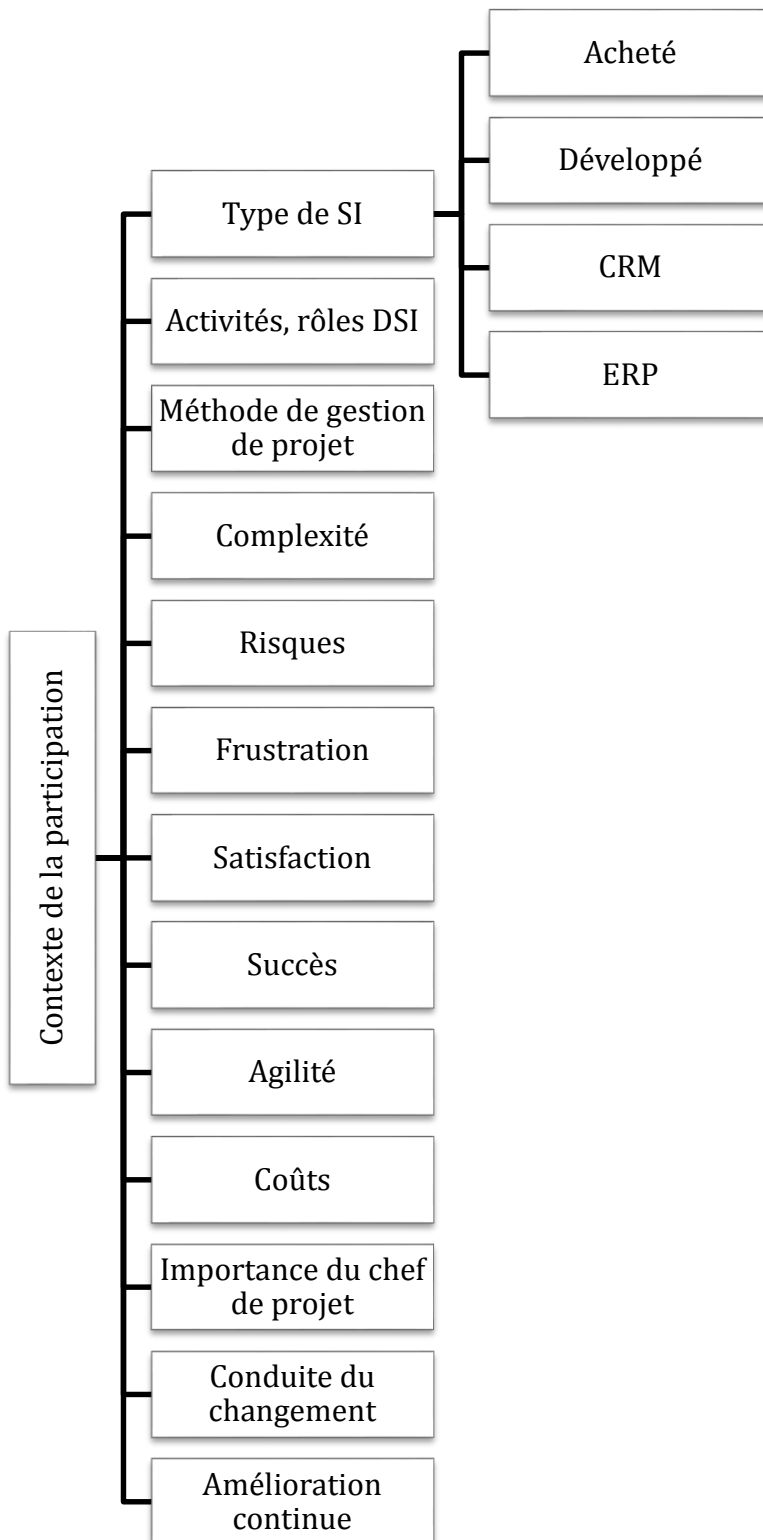 Contexte de la participation
Type de SI
Acheté
Développé
CRM
ERP
Activités, rôles DSI
Méthode de gestion
de projet
Complexité
Risques
Frustration
Satisfaction
Succès
Agilité
Coûts
Importance du chef
de projet
Conduite du
changement
Amélioration
continue